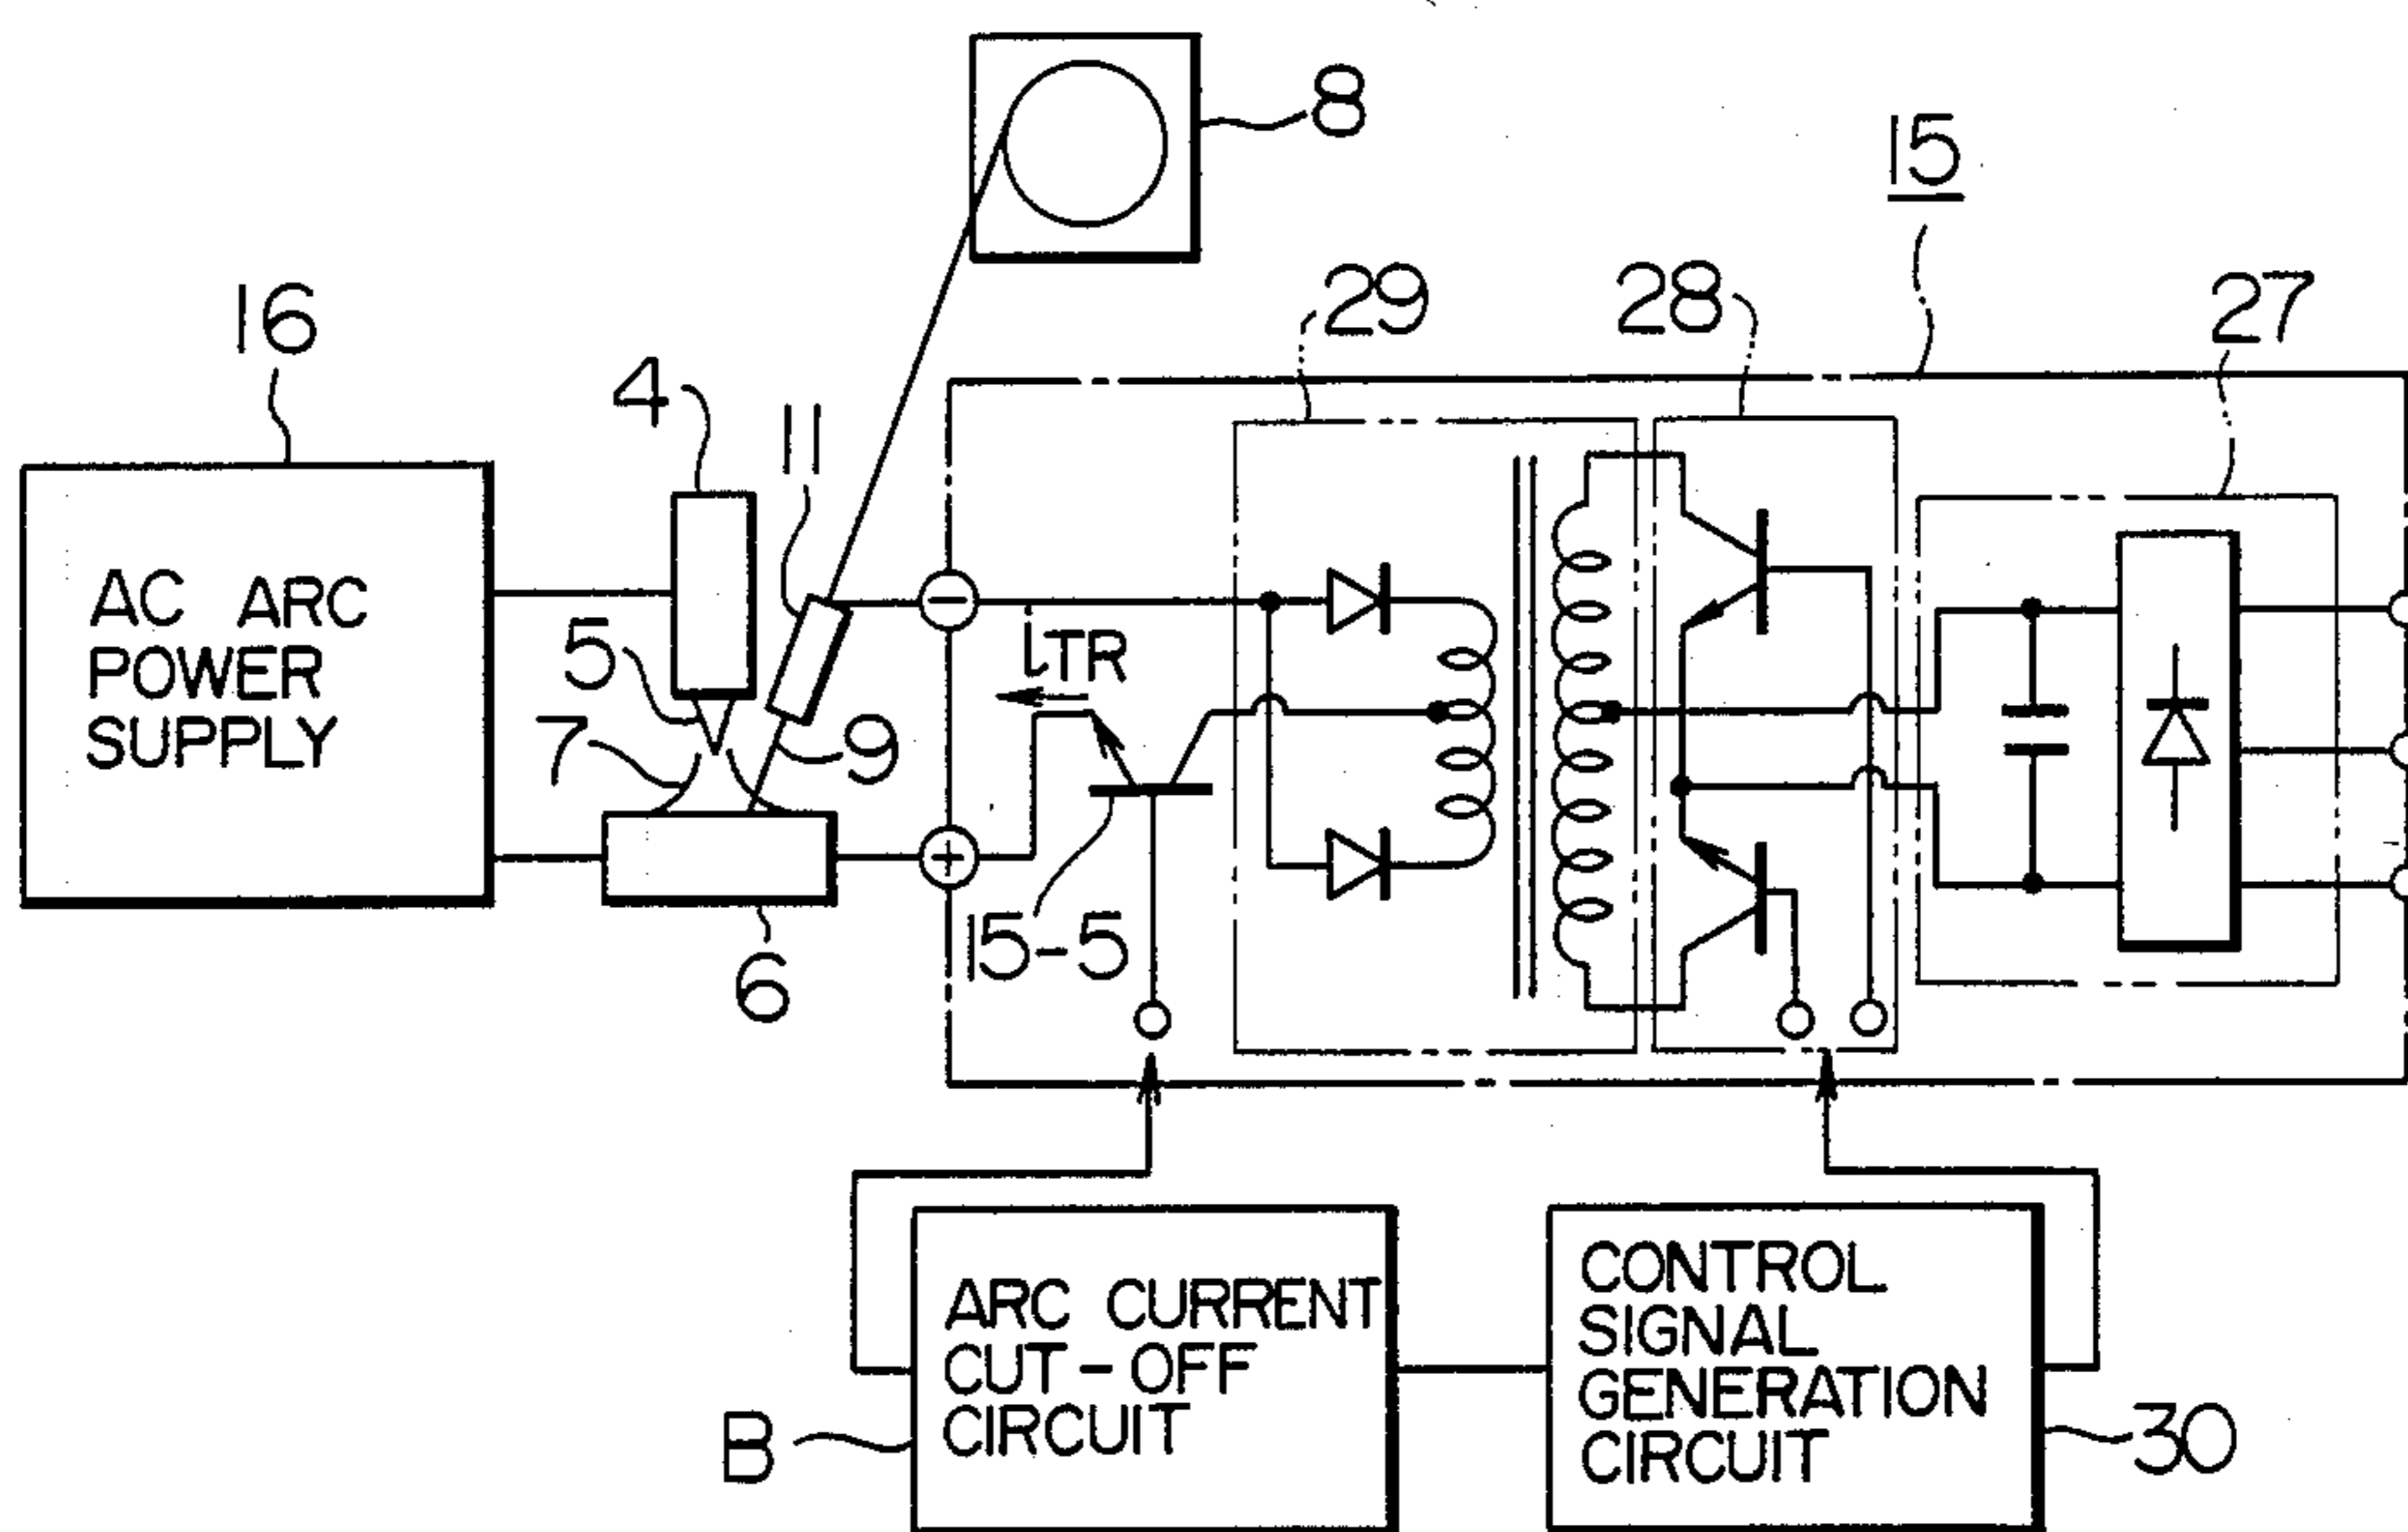 8
15
16
29
28
27
4
11
AC ARC
POWER
SUPPLY
5
7
9
−
iTR
+
15-5
6
ARC CURRENT
CUT-OFF
CIRCUIT
B
CONTROL
SIGNAL
GENERATION
CIRCUIT
30